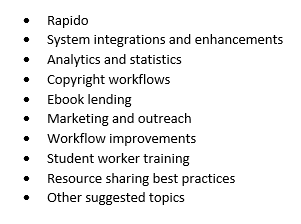 • Rapido
• System integrations and enhancements
• Analytics and statistics
• Copyright workflows
• Ebook lending
• Marketing and outreach
• Workflow improvements
• Student worker training
• Resource sharing best practices
• Other suggested topics